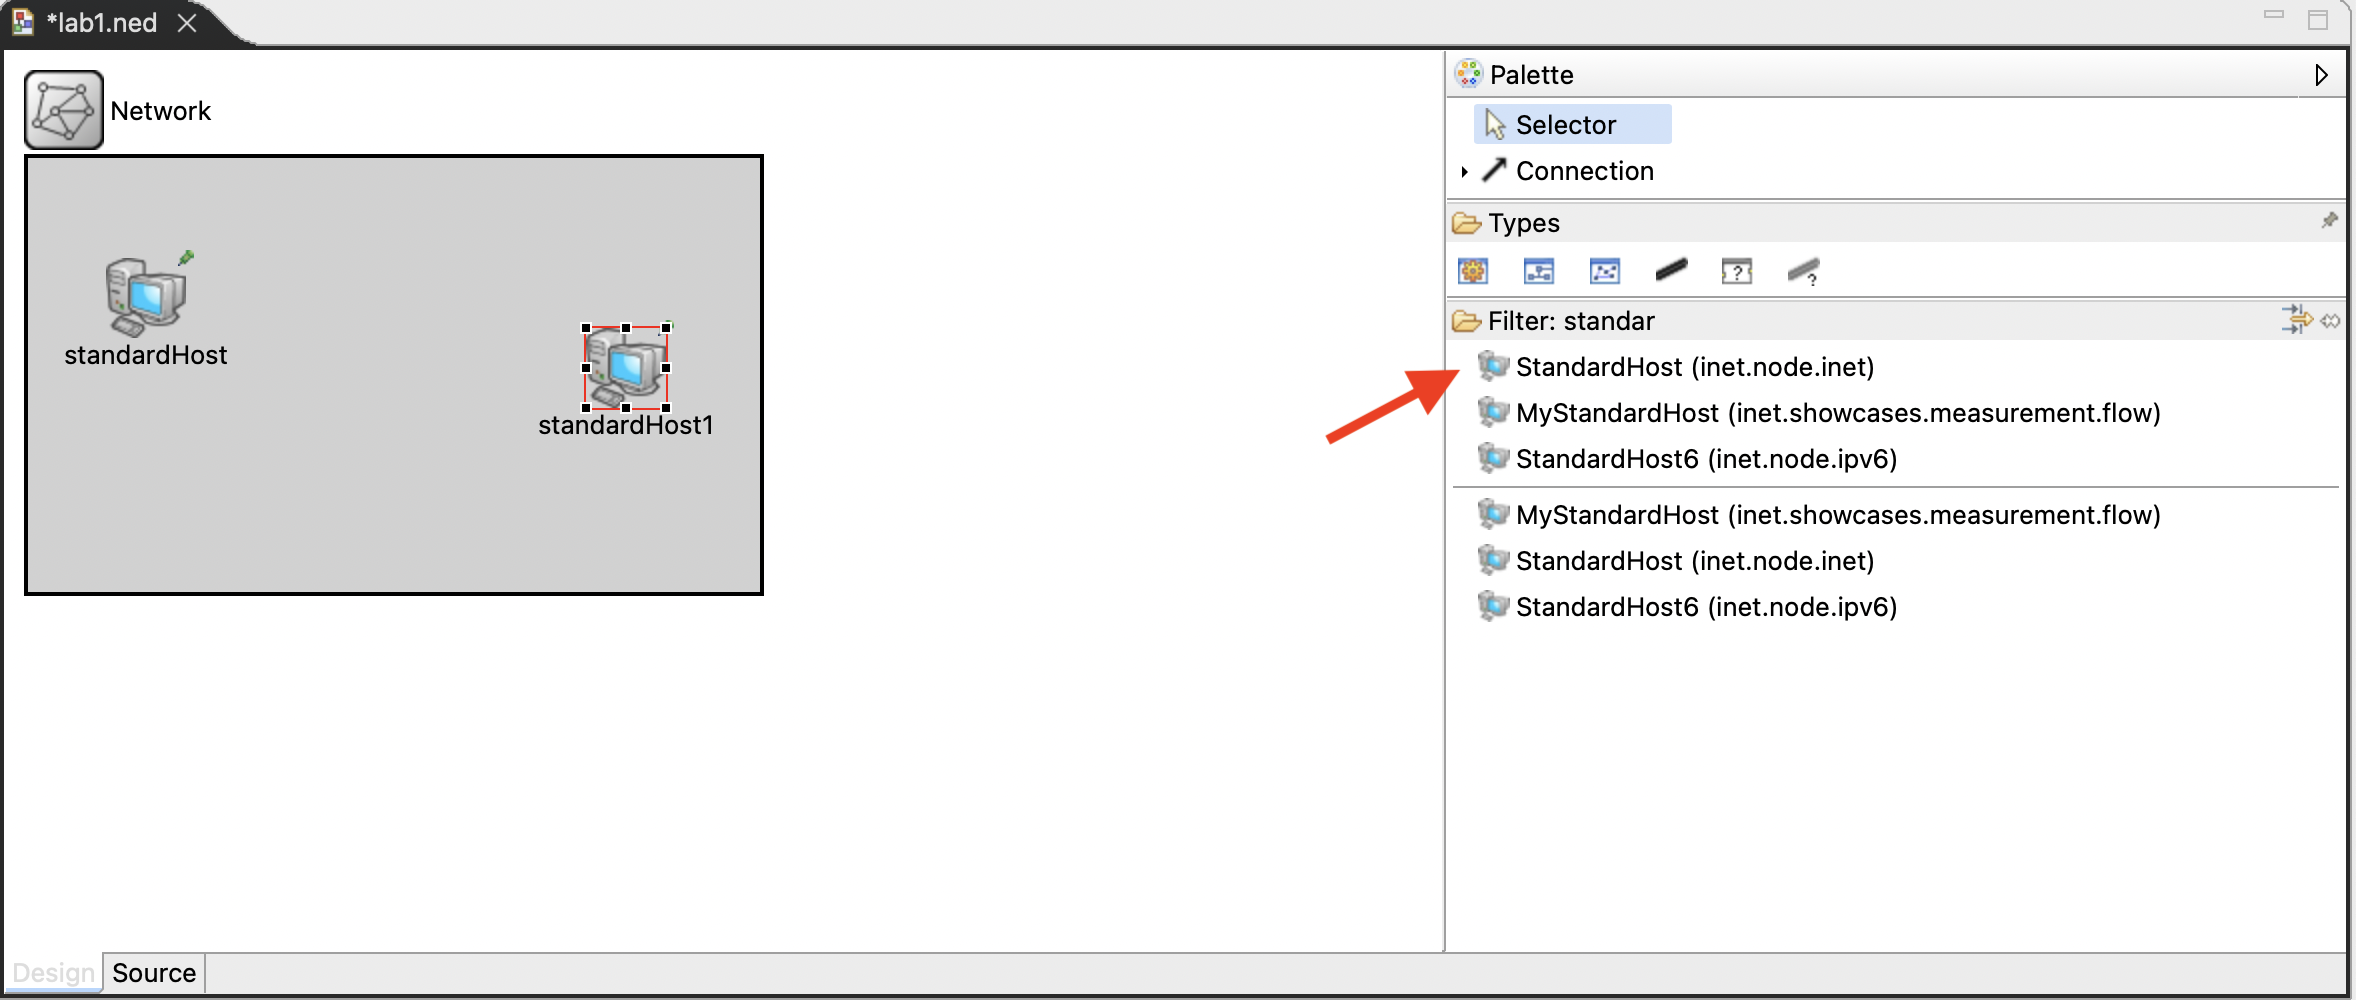 *lab1.ned
Network
standardHost
standardHost1
Palette
Selector
Connection
Types
Filter: standar
StandardHost (inet.node.inet)
MyStandardHost (inet.showcases.measurement.flow)
StandardHost6 (inet.node.ipv6)
MyStandardHost (inet.showcases.measurement.flow)
StandardHost (inet.node.inet)
StandardHost6 (inet.node.ipv6)
Design Source